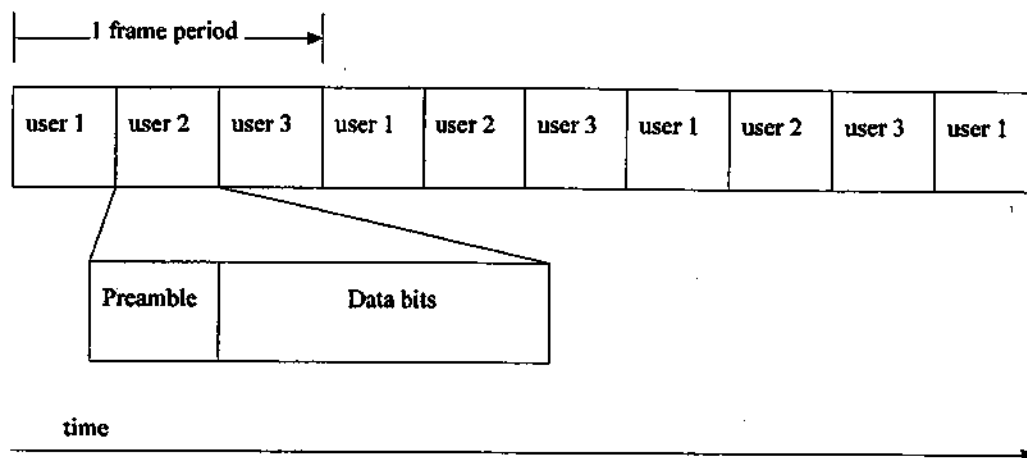 1 frame period
user 1 user 2 user 3 user 1 user 2 user 3 user 1 user 2 user 3 user 1
Preamble Data bits
time